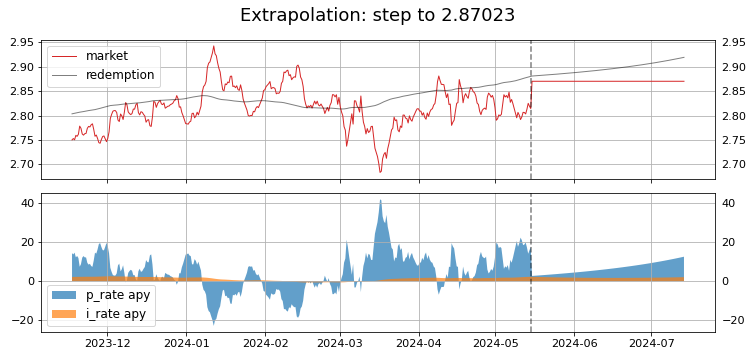 Extrapolation: step to 2.87023
2.95 2.95
market
redemption
2.90 2.90
2.85 2.85
2.80 2.80
2.75 2.75
2.70 2.70
40 40
20 20
0 0
p_rate apy
i_rate apy
−20 −20
2023-12 2024-01 2024-02 2024-03 2024-04 2024-05 2024-06 2024-07